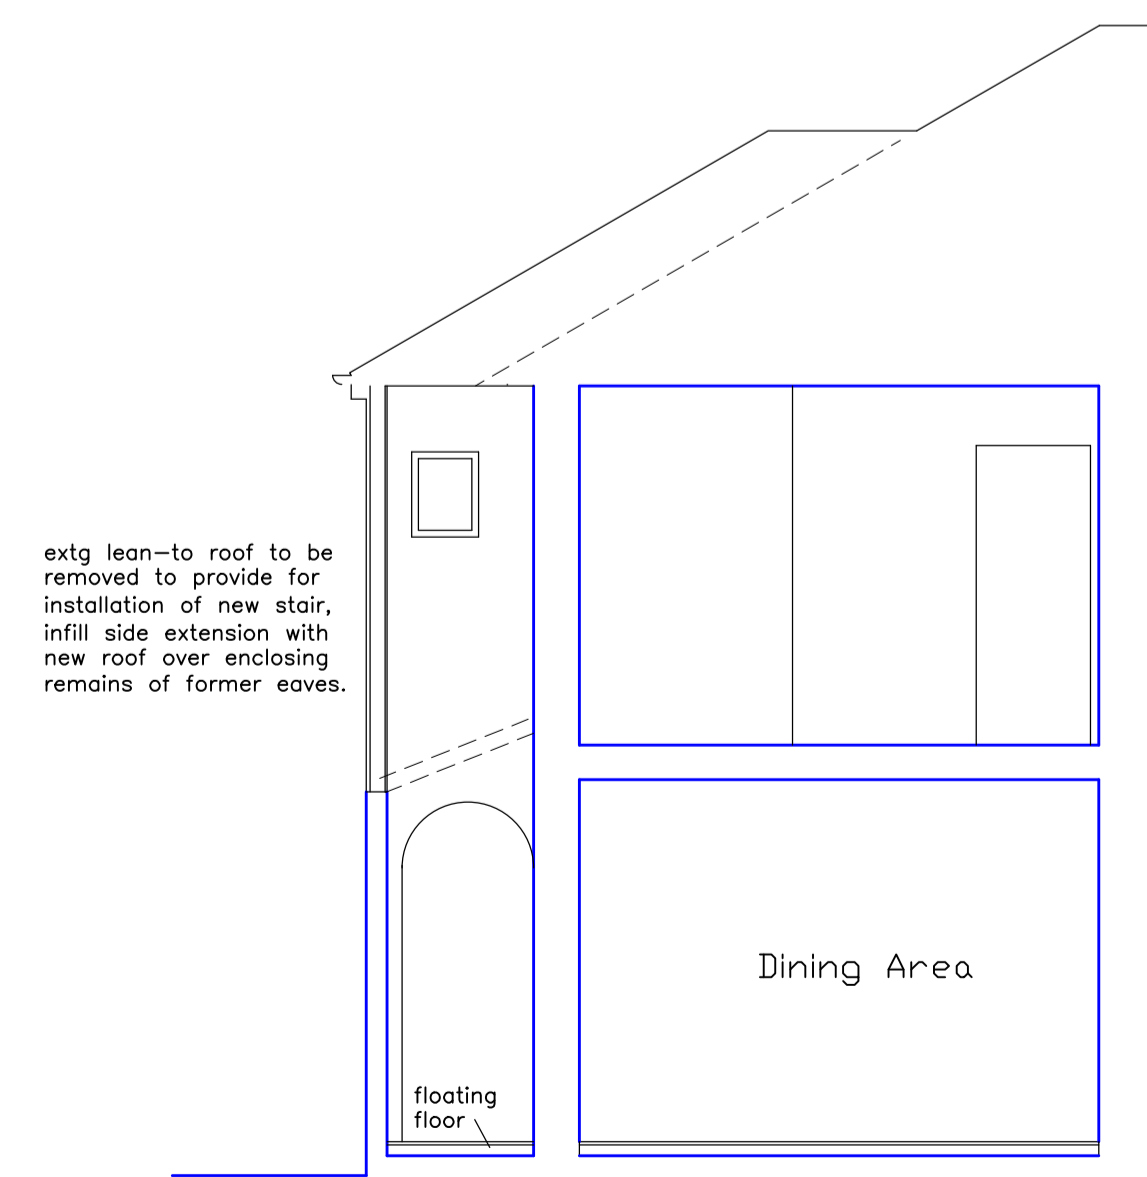 extg lean-to roof to be
removed to provide for
installation of new stair,
infill side extension with
new roof over enclosing
remains of former eaves.
Dining Area
floating
floor